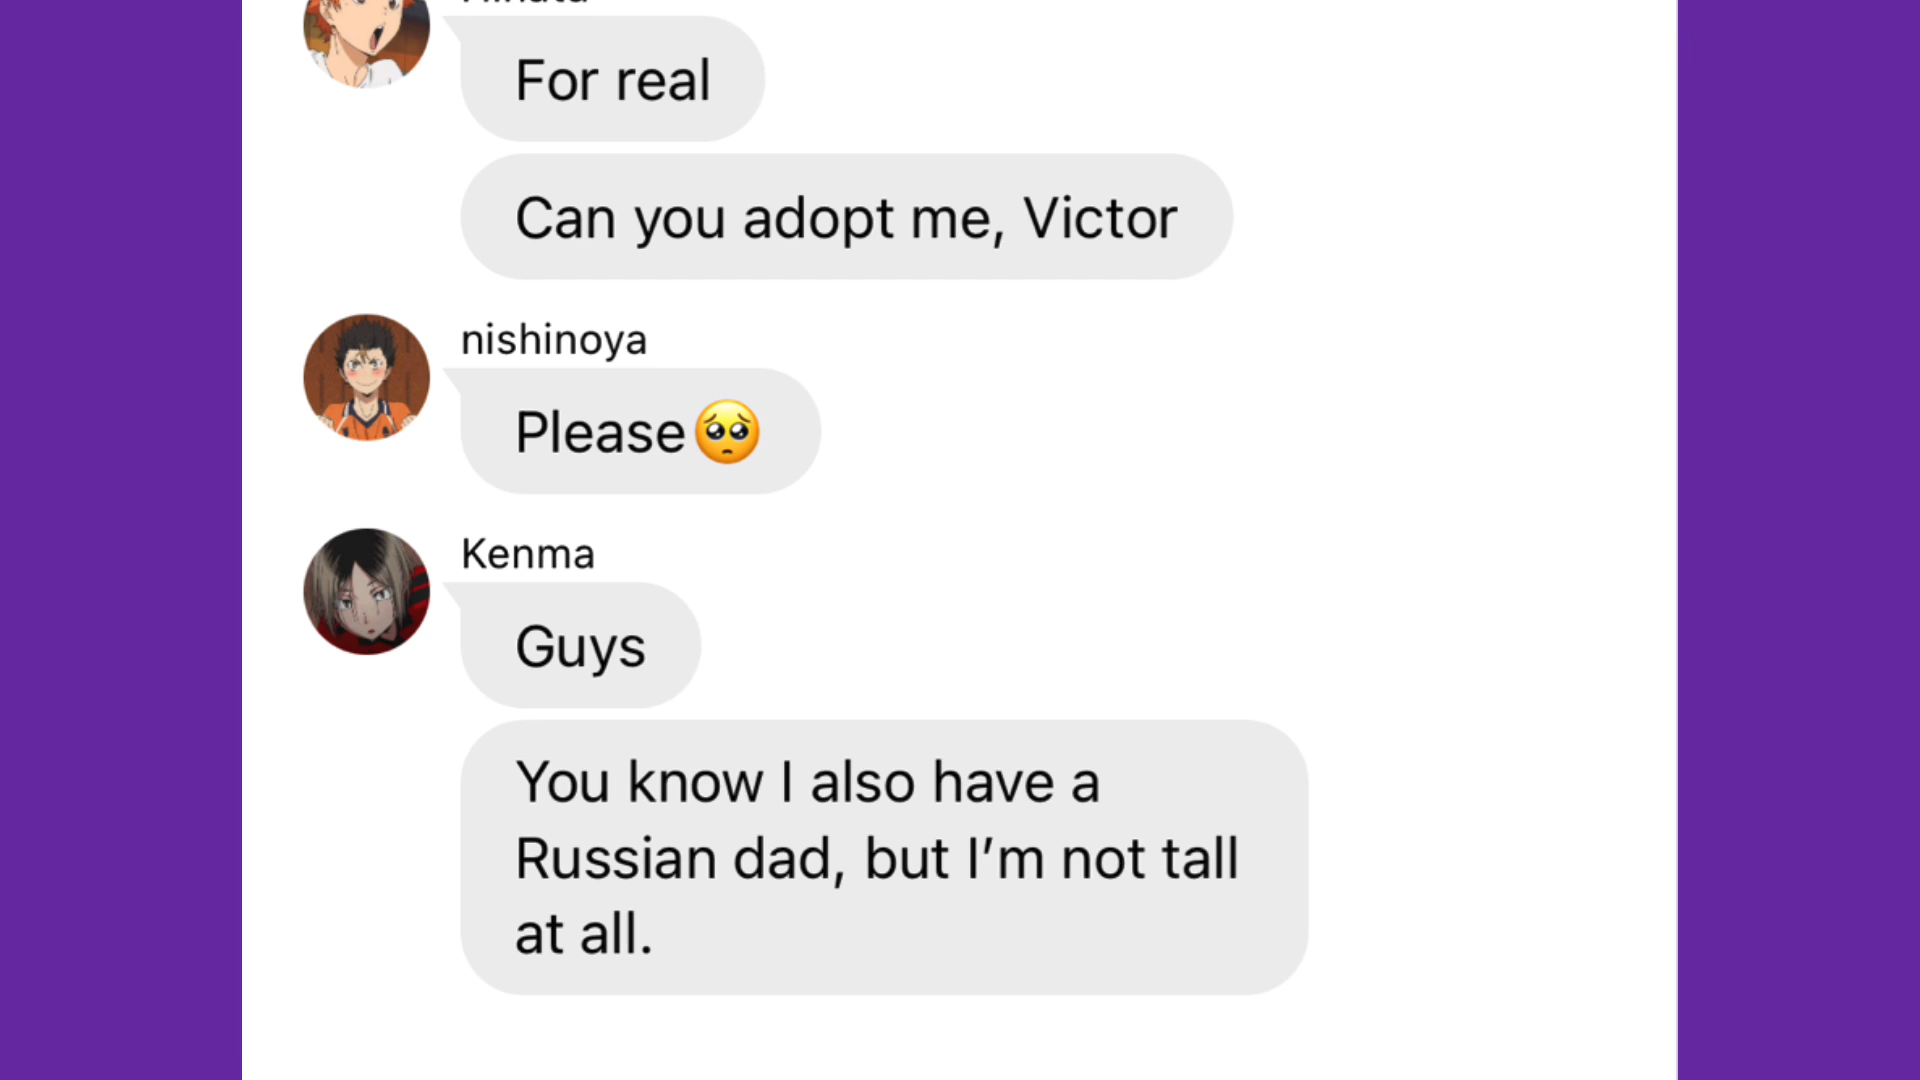 For real
Can you adopt me, Victor
nishinoya
Please🥺
Kenma
Guys
You know I also have a
Russian dad, but I’m not tall
at all.